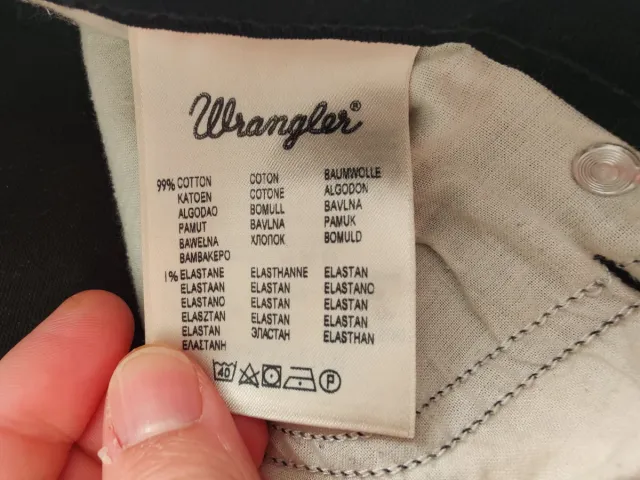 Wrangler®
99% COTTON COTON BAUMWOLLE
KATOEN COTONE ALGODON
ALGODAO BOMULL BAVLNA
PAMUT BAVLNA PAMUK
BAWEŁNA ХЛОПОК BOMULD
ΒΑΜΒΑΚΕΡΟ
1% ELASTANE ELASTHANNE ELASTAN
ELASTAAN ELASTAN ELASTANO
ELASTANO ELASTAN ELASTAN
ELASZTAN ELASTAN ELASTAN
ELASTAN ЭЛАСТАН ELASTHAN
ΕΛΑΣΤΑΝΗ
40 P